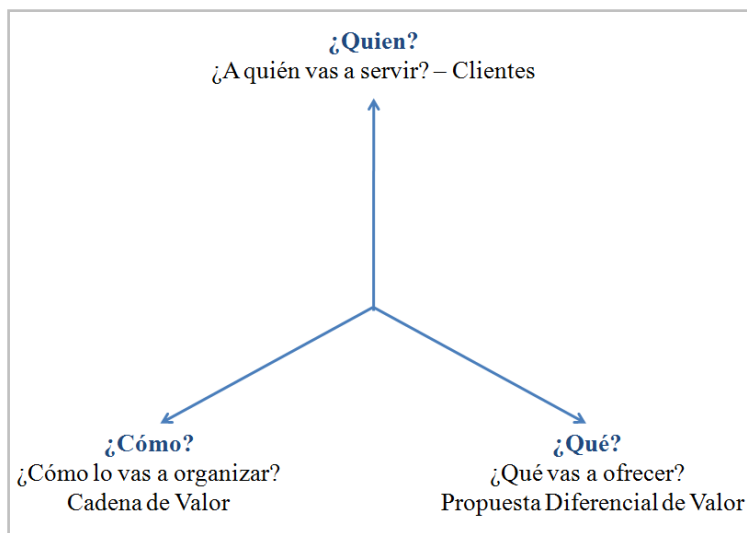 ¿Quien?
¿A quién vas a servir? – Clientes
¿Cómo?
¿Cómo lo vas a organizar?
Cadena de Valor
¿Qué?
¿Qué vas a ofrecer?
Propuesta Diferencial de Valor